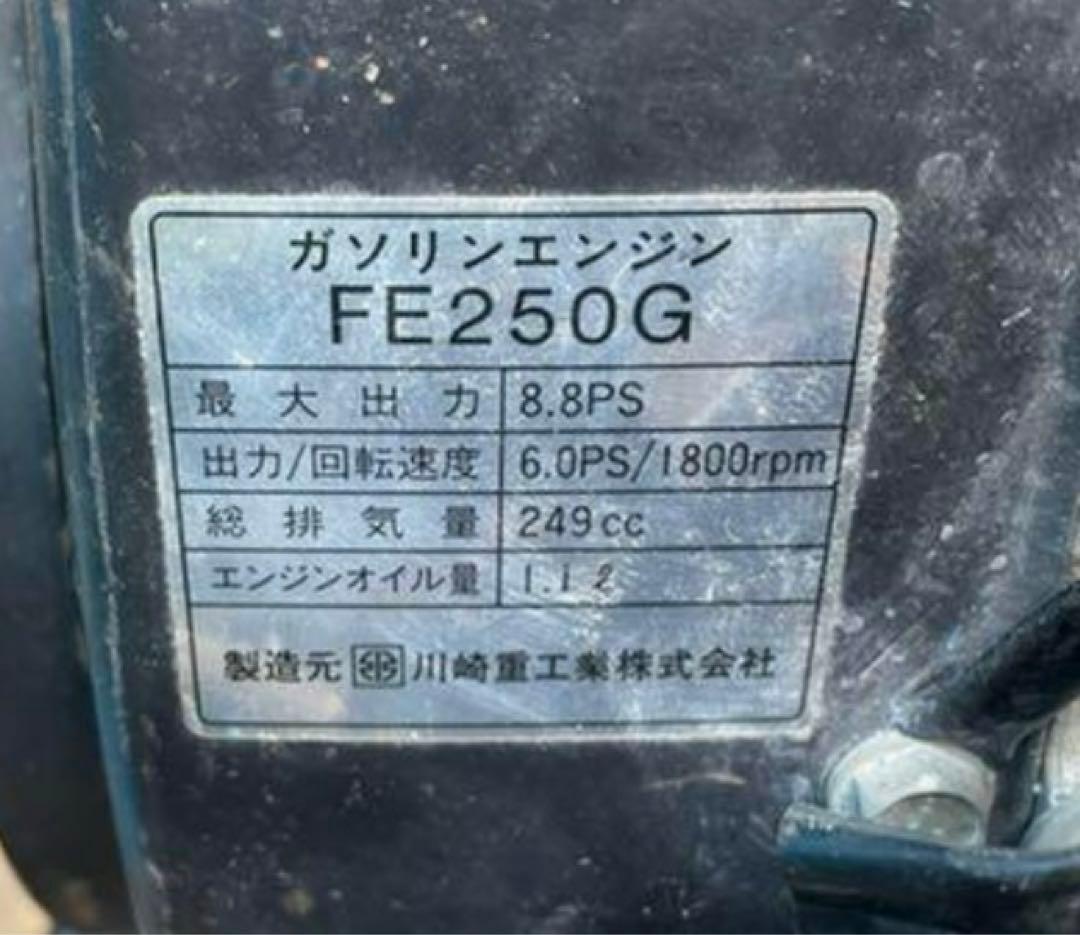 ガソリンエンジン
FE250G
最大出力 8.8PS
出力/回転速度 6.0PS/1800rpm
総排気量 249cc
エンジンオイル量 1.1ℓ
製造元 川崎重工業株式会社